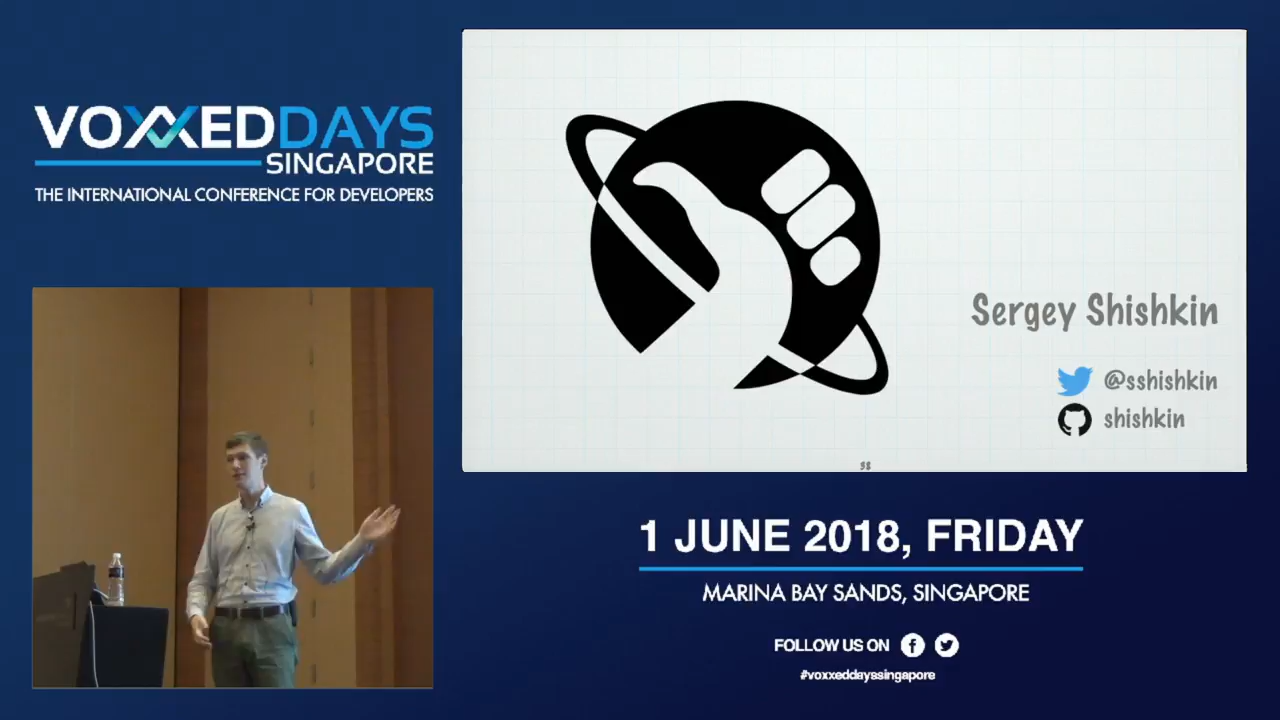 VOXXEDDAYS
SINGAPORE
THE INTERNATIONAL CONFERENCE FOR DEVELOPERS
Sergey Shishkin
@sshishkin
shishkin
1 JUNE 2018, FRIDAY
MARINA BAY SANDS, SINGAPORE
FOLLOW US ON
#voxxeddayssingapore